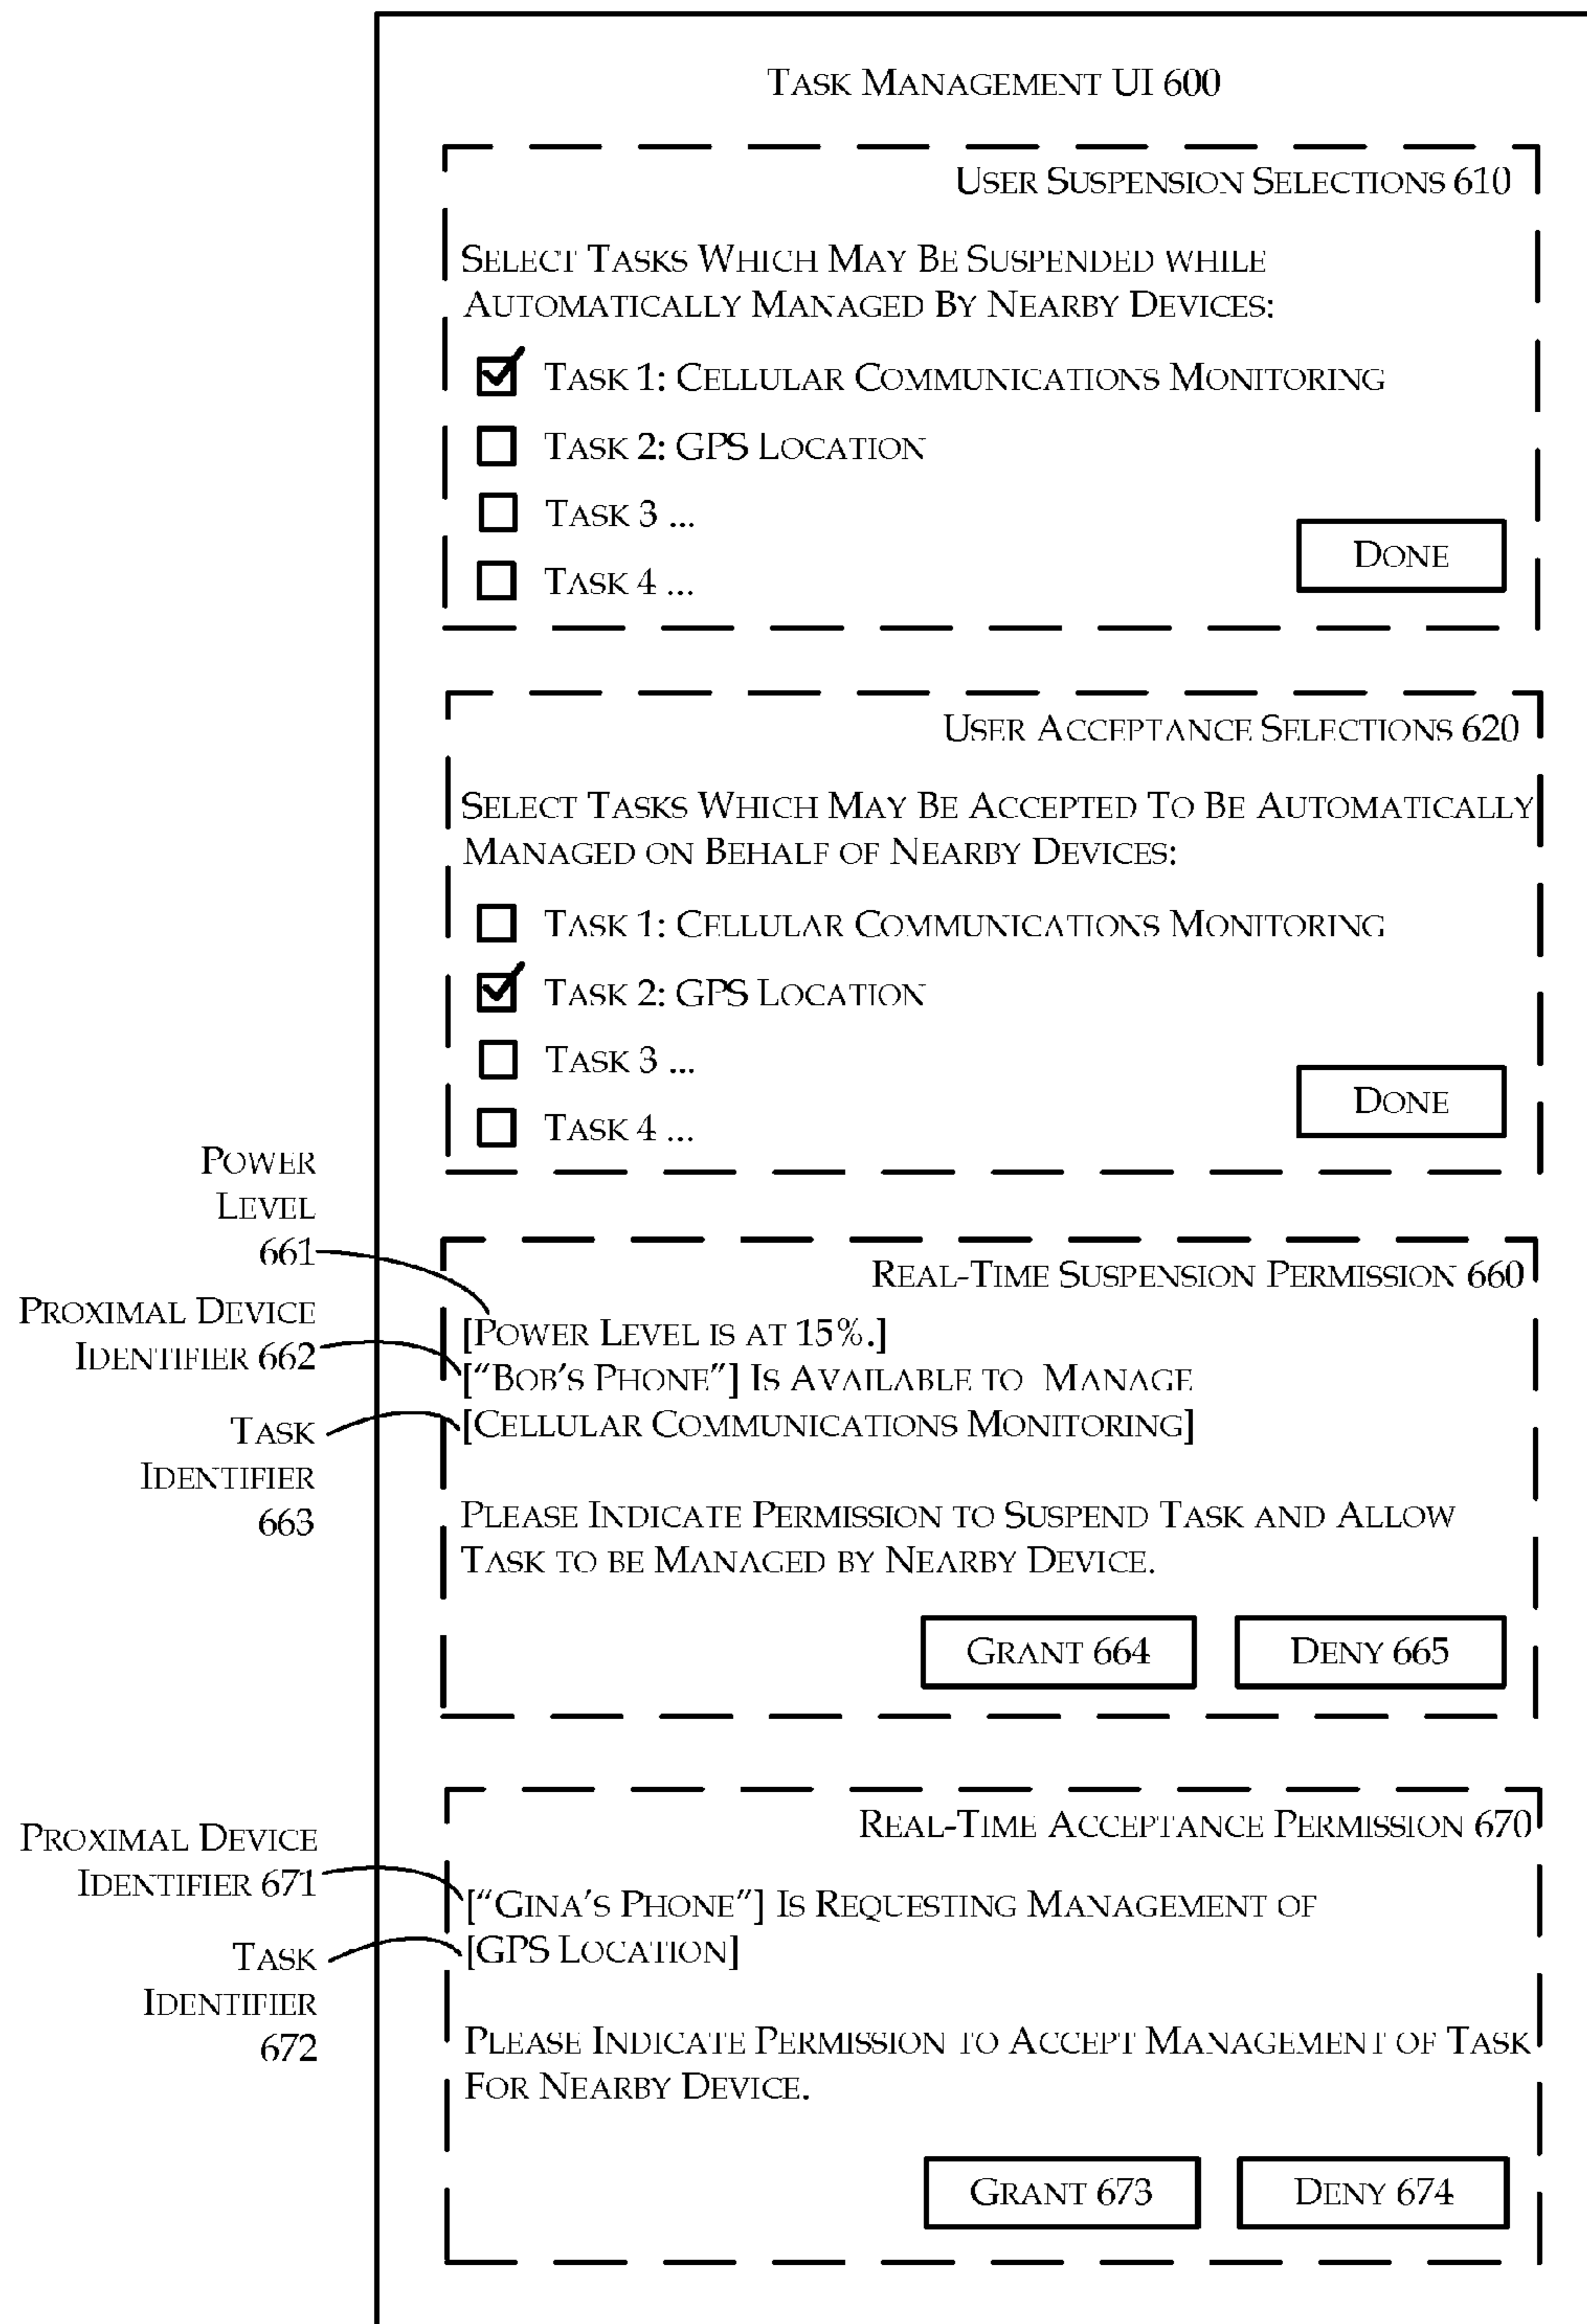 TASK MANAGEMENT UI 600
USER SUSPENSION SELECTIONS 610
SELECT TASKS WHICH MAY BE SUSPENDED WHILE
AUTOMATICALLY MANAGED BY NEARBY DEVICES:
TASK 1: CELLULAR COMMUNICATIONS MONITORING
TASK 2: GPS LOCATION
TASK 3 ...
TASK 4 ...
DONE
USER ACCEPTANCE SELECTIONS 620
SELECT TASKS WHICH MAY BE ACCEPTED TO BE AUTOMATICALLY
MANAGED ON BEHALF OF NEARBY DEVICES:
TASK 1: CELLULAR COMMUNICATIONS MONITORING
TASK 2: GPS LOCATION
TASK 3 ...
TASK 4 ...
DONE
POWER
LEVEL
661
PROXIMAL DEVICE
IDENTIFIER 662
TASK
IDENTIFIER
663
REAL-TIME SUSPENSION PERMISSION 660
[POWER LEVEL IS AT 15%.]
["BOB'S PHONE"] IS AVAILABLE TO MANAGE
[CELLULAR COMMUNICATIONS MONITORING]
PLEASE INDICATE PERMISSION TO SUSPEND TASK AND ALLOW
TASK TO BE MANAGED BY NEARBY DEVICE.
GRANT 664
DENY 665
PROXIMAL DEVICE
IDENTIFIER 671
TASK
IDENTIFIER
672
REAL-TIME ACCEPTANCE PERMISSION 670
["GINA'S PHONE"] IS REQUESTING MANAGEMENT OF
[GPS LOCATION]
PLEASE INDICATE PERMISSION TO ACCEPT MANAGEMENT OF TASK
FOR NEARBY DEVICE.
GRANT 673
DENY 674